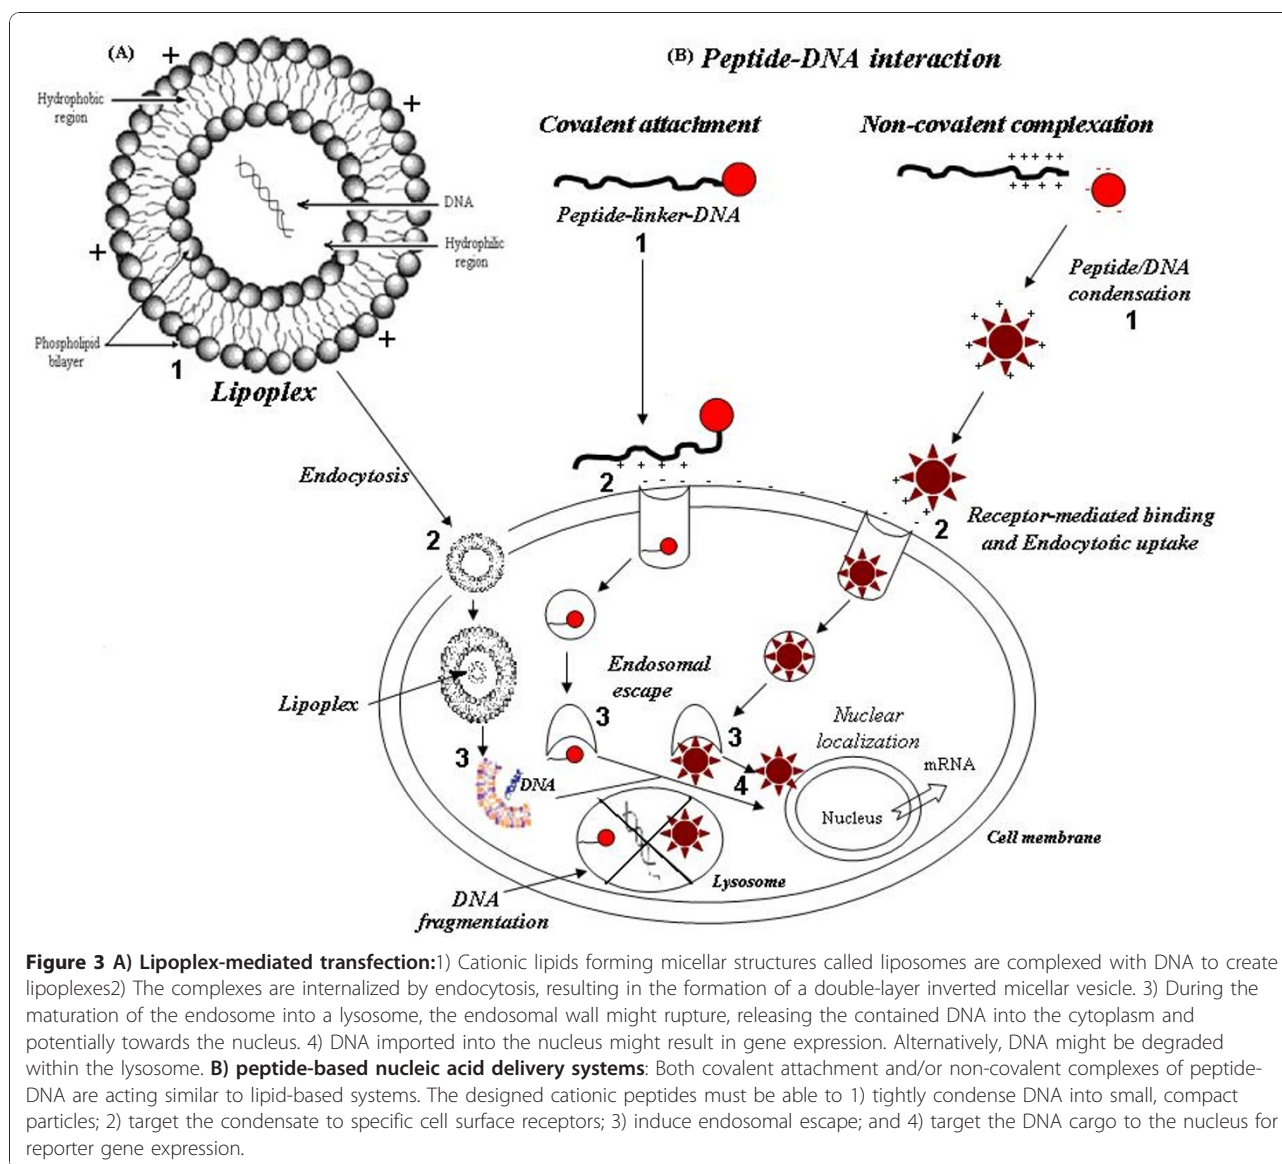 (A)
+
(B) Peptide-DNA interaction
Hydrophobic
region
+
Covalent attachment
Non-covalent complexation
+ + + + +
+ + + +
- -
-
- -
DNA
Peptide-linker-DNA
1
Hydrophilic
region
+
Peptide/DNA
condensation
1
+
Phospholipid
bilayer
1
Lipoplex
Endocytosis
+ + + +
2
2
2
Receptor-mediated binding
and Endocytotic uptake
Endosomal
escape
Lipoplex
3
3
3
Nuclear
localization
mRNA
DNA
4
Nucleus
Cell membrane
Lysosome
DNA
fragmentation
Figure 3 A) Lipoplex-mediated transfection:1) Cationic lipids forming micellar structures called liposomes are complexed with DNA to create
lipoplexes2) The complexes are internalized by endocytosis, resulting in the formation of a double-layer inverted micellar vesicle. 3) During the
maturation of the endosome into a lysosome, the endosomal wall might rupture, releasing the contained DNA into the cytoplasm and
potentially towards the nucleus. 4) DNA imported into the nucleus might result in gene expression. Alternatively, DNA might be degraded
within the lysosome. B) peptide-based nucleic acid delivery systems: Both covalent attachment and/or non-covalent complexes of peptide-
DNA are acting similar to lipid-based systems. The designed cationic peptides must be able to 1) tightly condense DNA into small, compact
particles; 2) target the condensate to specific cell surface receptors; 3) induce endosomal escape; and 4) target the DNA cargo to the nucleus for
reporter gene expression.